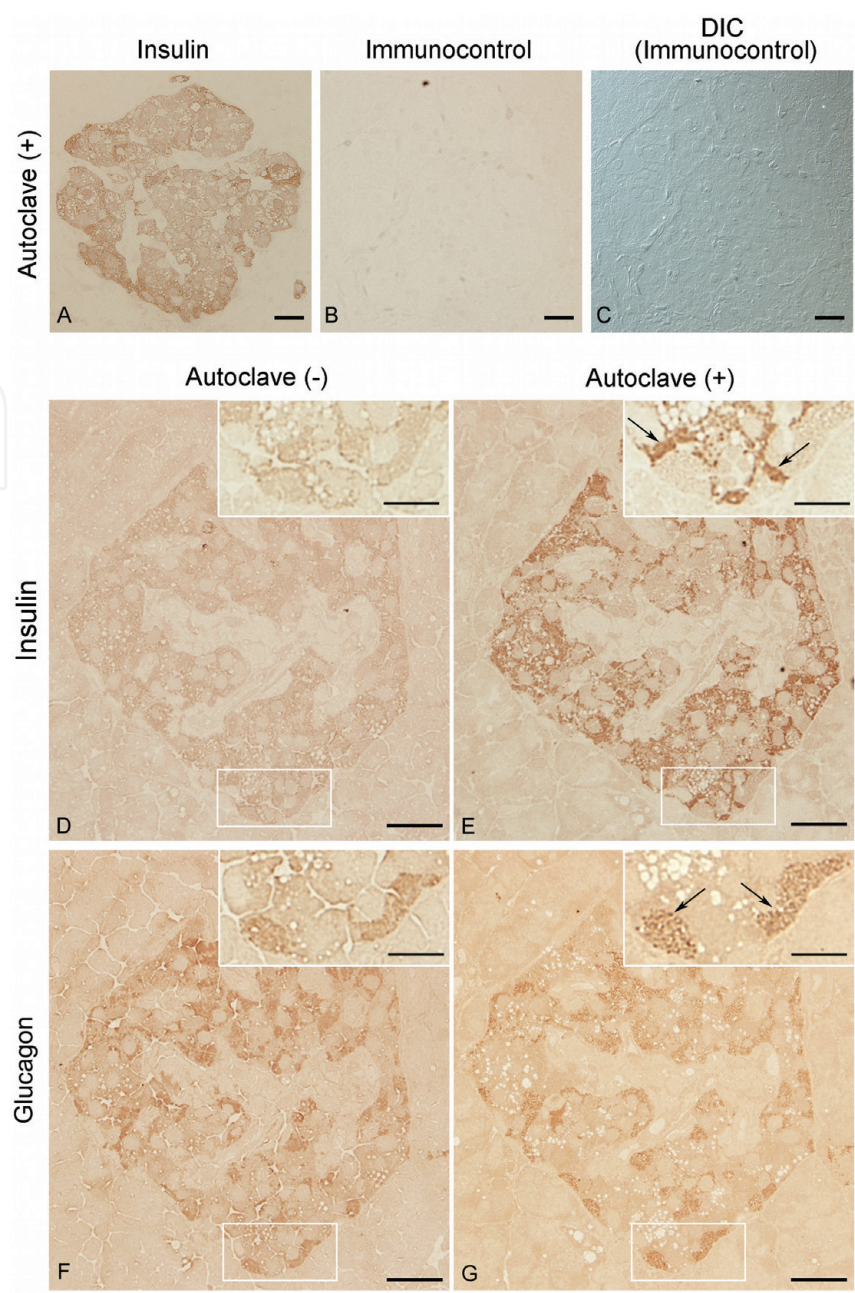 Insulin
Immunocontrol
DIC
(Immunocontrol)
Autoclave (+)
A
B
C
Autoclave (-)
Autoclave (+)
Insulin
D
E
Glucagon
F
G